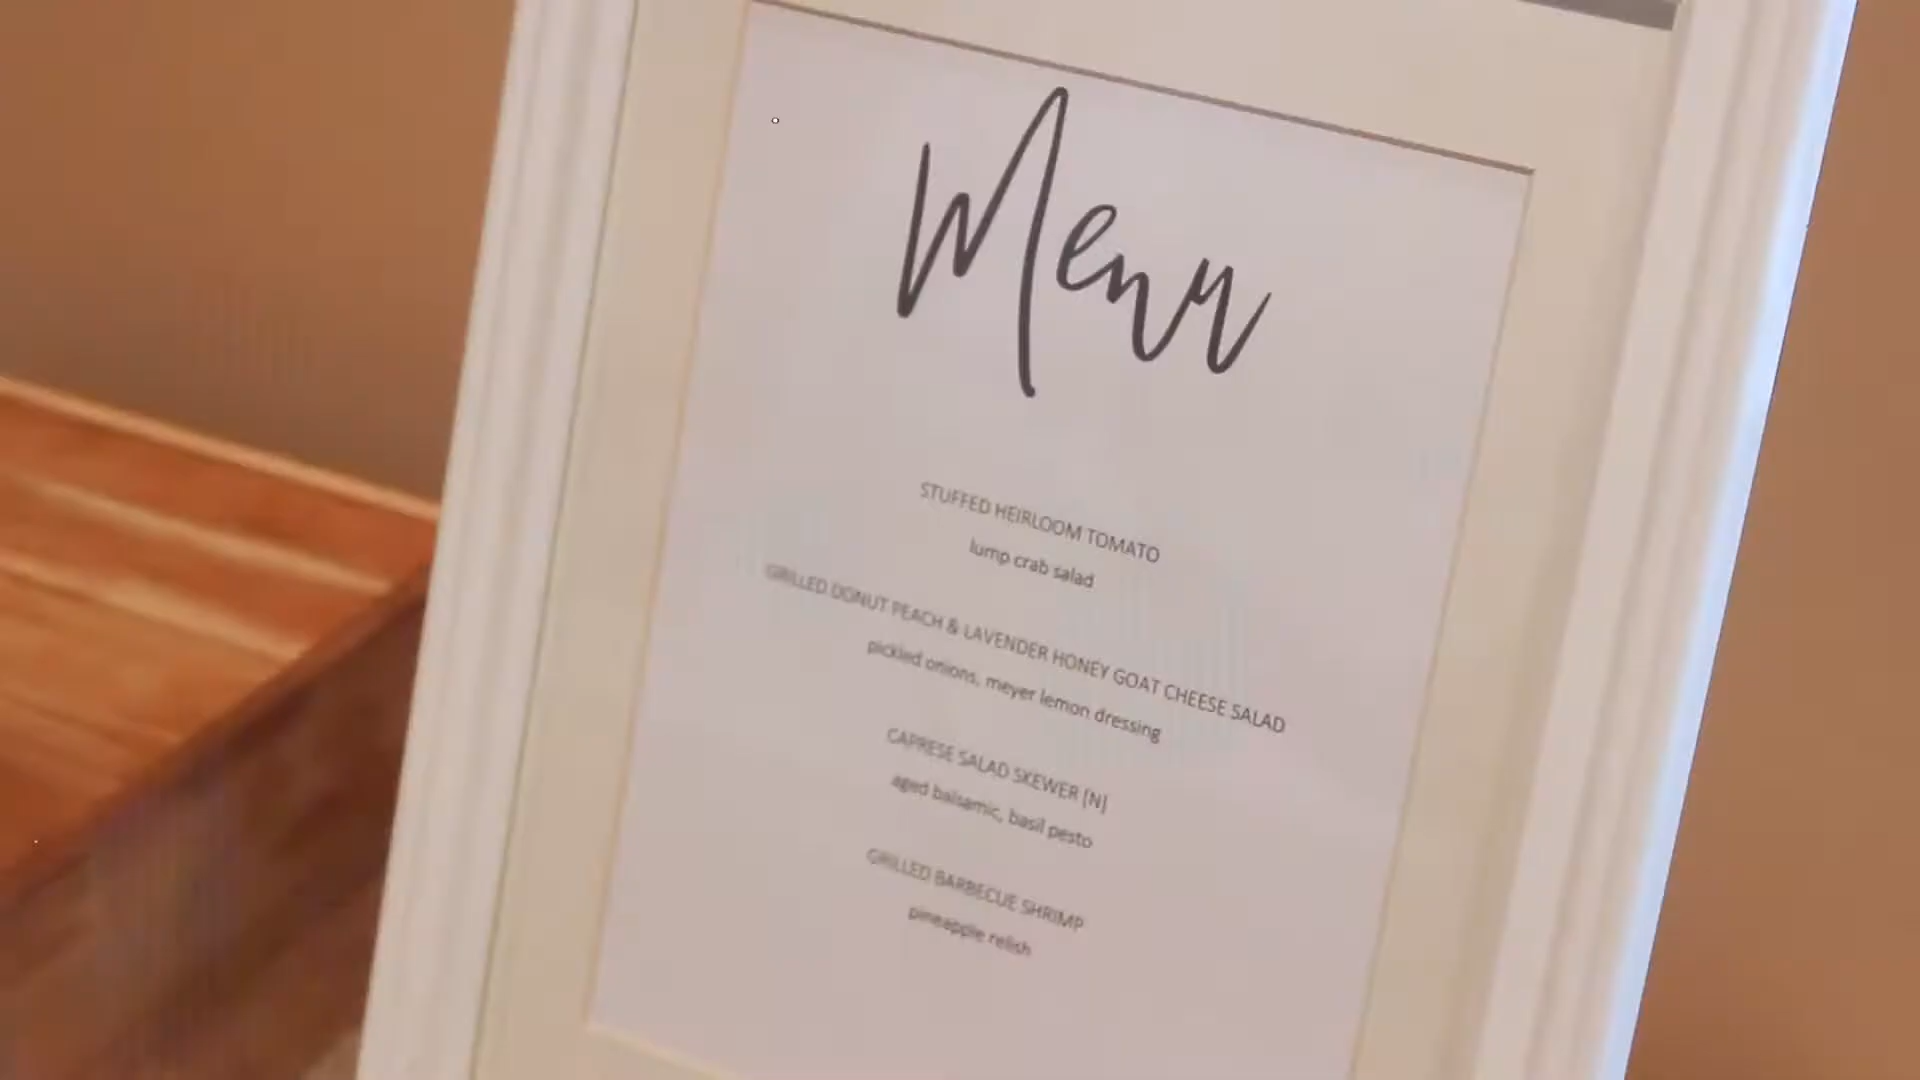 Menu
STUFFED HEIRLOOM TOMATO
lump crab salad
GRILLED DONUT PEACH & LAVENDER HONEY GOAT CHEESE SALAD
pickled onions, meyer lemon dressing
CAPRESE SALAD SKEWER [N]
aged balsamic, basil pesto
GRILLED BARBECUE SHRIMP
pineapple relish